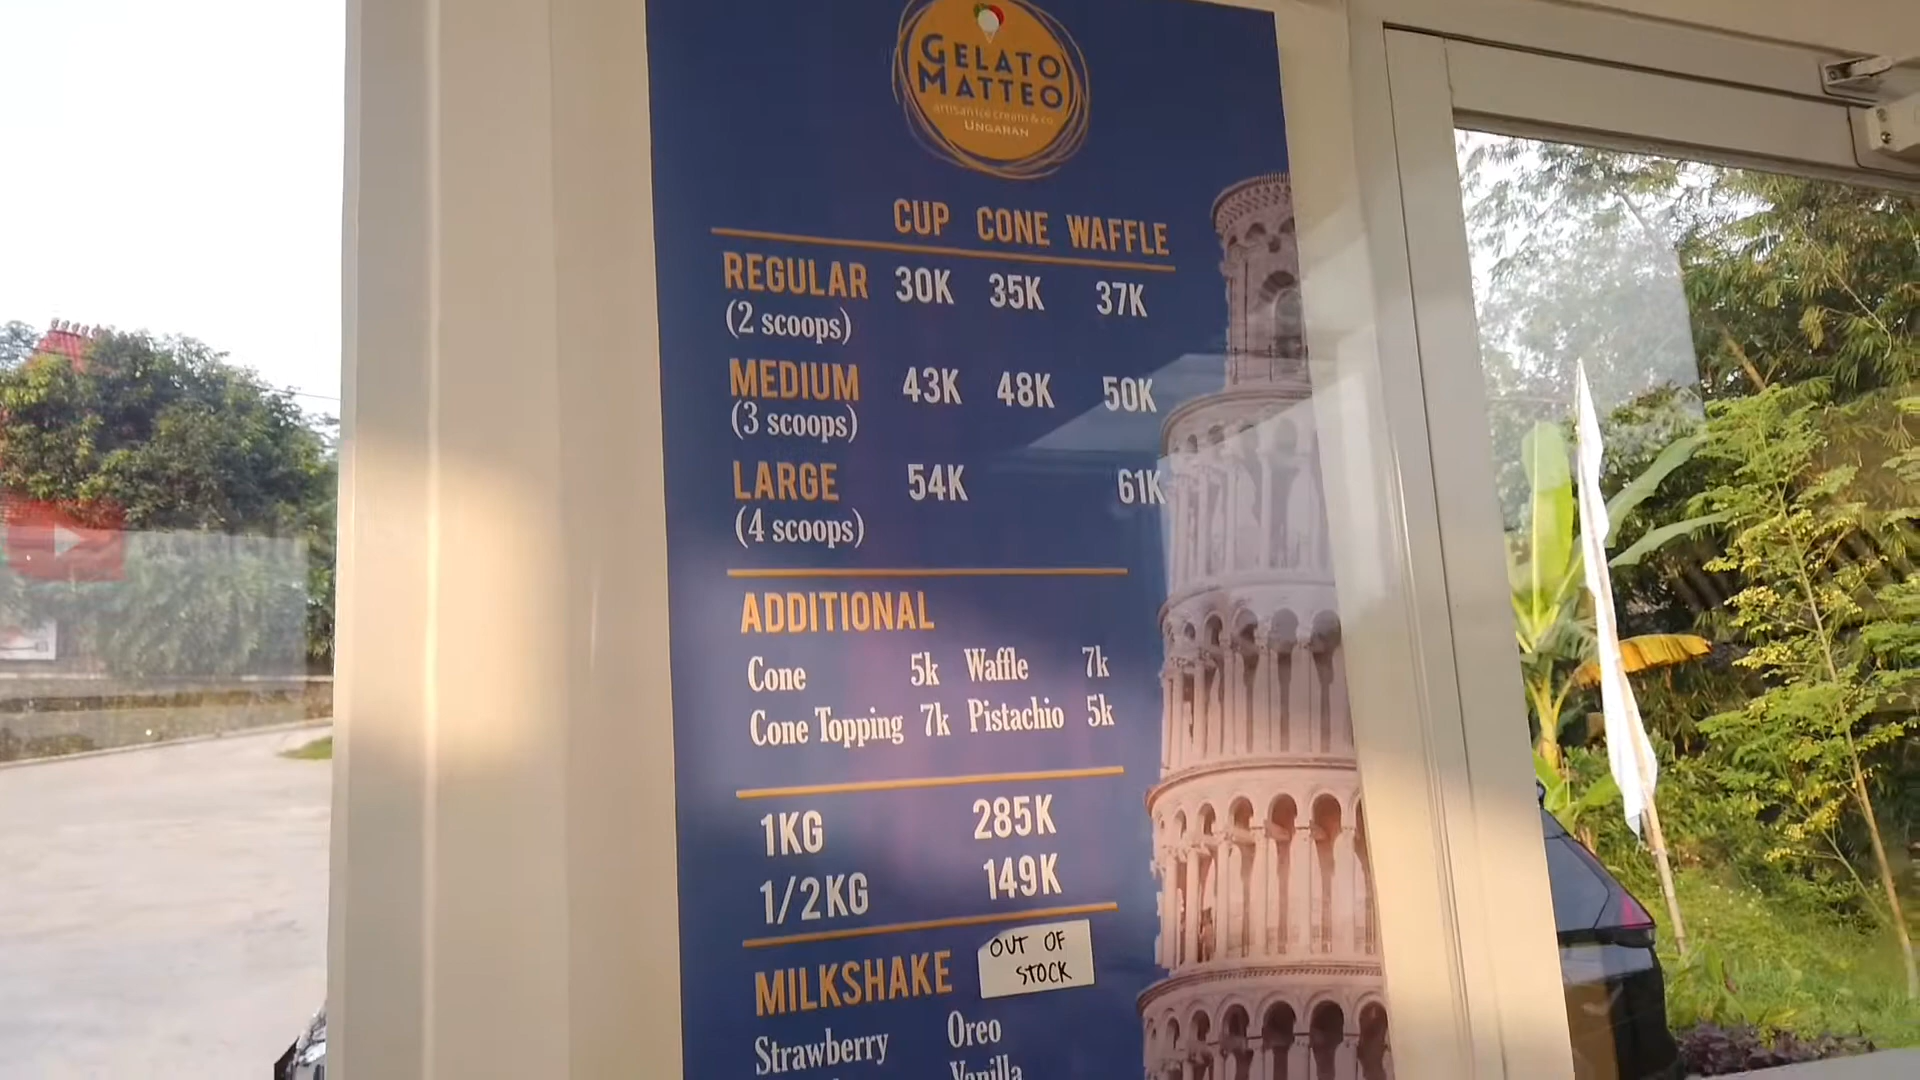 GELATO
MATTEO
artisan ice cream & co
UNGARAN
CUP CONE WAFFLE
REGULAR 30K 35K 37K
(2 scoops)
MEDIUM 43K 48K 50K
(3 scoops)
LARGE 54K 61K
(4 scoops)
ADDITIONAL
Cone 5k Waffle 7k
Cone Topping 7k Pistachio 5k
1KG 285K
1/2KG 149K
MILKSHAKE OUT OF
STOCK
Strawberry Oreo
Vanilla